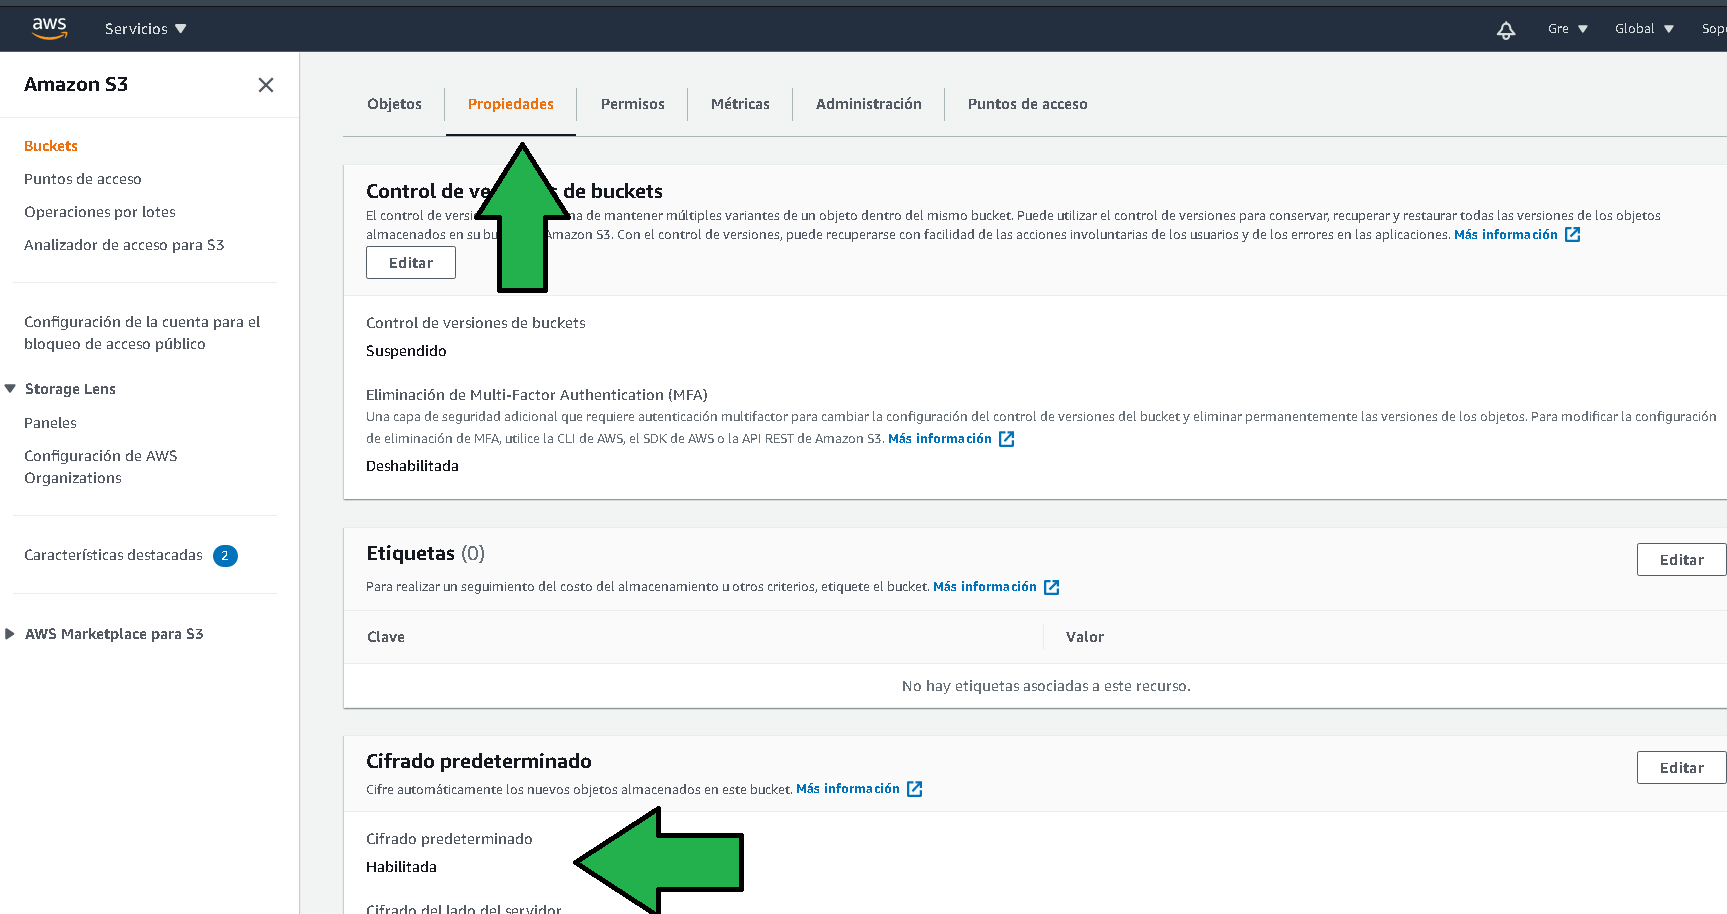 aws
Servicios
Gre
Global
Amazon S3
Buckets
Puntos de acceso
Operaciones por lotes
Analizador de acceso para S3
Configuración de la cuenta para el
bloqueo de acceso público
Storage Lens
Paneles
Configuración de AWS
Organizations
Características destacadas 2
AWS Marketplace para S3
Objetos
Propiedades
Permisos
Métricas
Administración
Puntos de acceso
Control de de buckets
El control de de mantener múltiples variantes de un objeto dentro del mismo bucket. Puede utilizar el control de versiones para conservar, recuperar y restaurar todas las versiones de los objetos
almacenados en su Amazon S3. Con el control de versiones, puede recuperarse con facilidad de las acciones involuntarias de los usuarios y de los errores en las aplicaciones. Más información
Editar
Control de versiones de buckets
Suspendido
Eliminación de Multi-Factor Authentication (MFA)
Una capa de seguridad adicional que requiere autenticación multifactor para cambiar la configuración del control de versiones del bucket y eliminar permanentemente las versiones de los objetos. Para modificar la configuración
de eliminación de MFA, utilice la CLI de AWS, el SDK de AWS o la API REST de Amazon S3. Más información
Deshabilitada
Etiquetas (0)
Editar
Para realizar un seguimiento del costo del almacenamiento u otros criterios, etiquete el bucket. Más información
Clave
Valor
No hay etiquetas asociadas a este recurso.
Cifrado predeterminado
Editar
Cifre automáticamente los nuevos objetos almacenados en este bucket. Más información
Cifrado predeterminado
Habilitada
Cifrado del lado del servidor